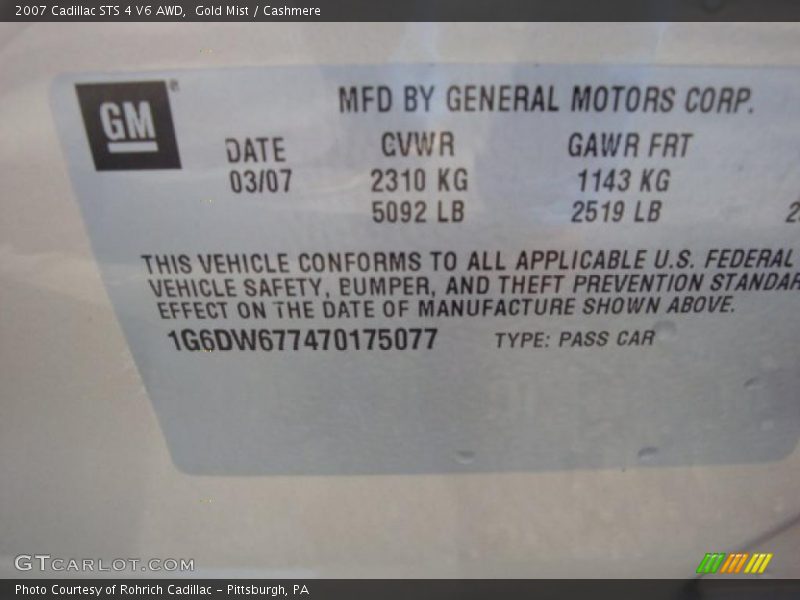 2007 Cadillac STS 4 V6 AWD,  Gold Mist / Cashmere
GM®
MFD BY GENERAL MOTORS CORP.
DATE GVWR GAWR FRT
03/07 2310 KG 1143 KG
5092 LB 2519 LB
THIS VEHICLE CONFORMS TO ALL APPLICABLE U.S. FEDERAL
VEHICLE SAFETY, BUMPER, AND THEFT PREVENTION STANDAR
EFFECT ON THE DATE OF MANUFACTURE SHOWN ABOVE.
1G6DW677470175077 TYPE: PASS CAR
GTCARLOT.COM
Photo Courtesy of Rohrich Cadillac - Pittsburgh, PA